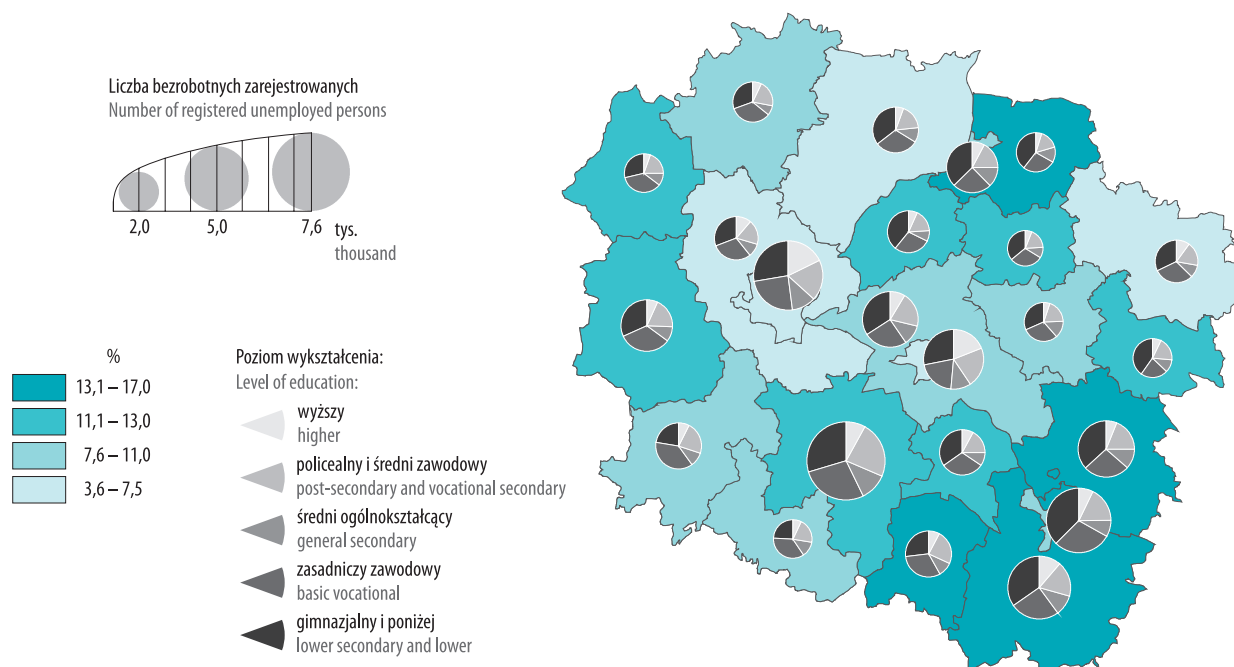 Liczba bezrobotnych zarejestrowanych
Number of registered unemployed persons
2,0 5,0 7,6 tys.
thousand
%
13,1 – 17,0
11,1 – 13,0
7,6 – 11,0
3,6 – 7,5
Poziom wykształcenia:
Level of education:
wyższy
higher
policealny i średni zawodowy
post-secondary and vocational secondary
średni ogólnokształcący
general secondary
zasadniczy zawodowy
basic vocational
gimnazjalny i poniżej
lower secondary and lower